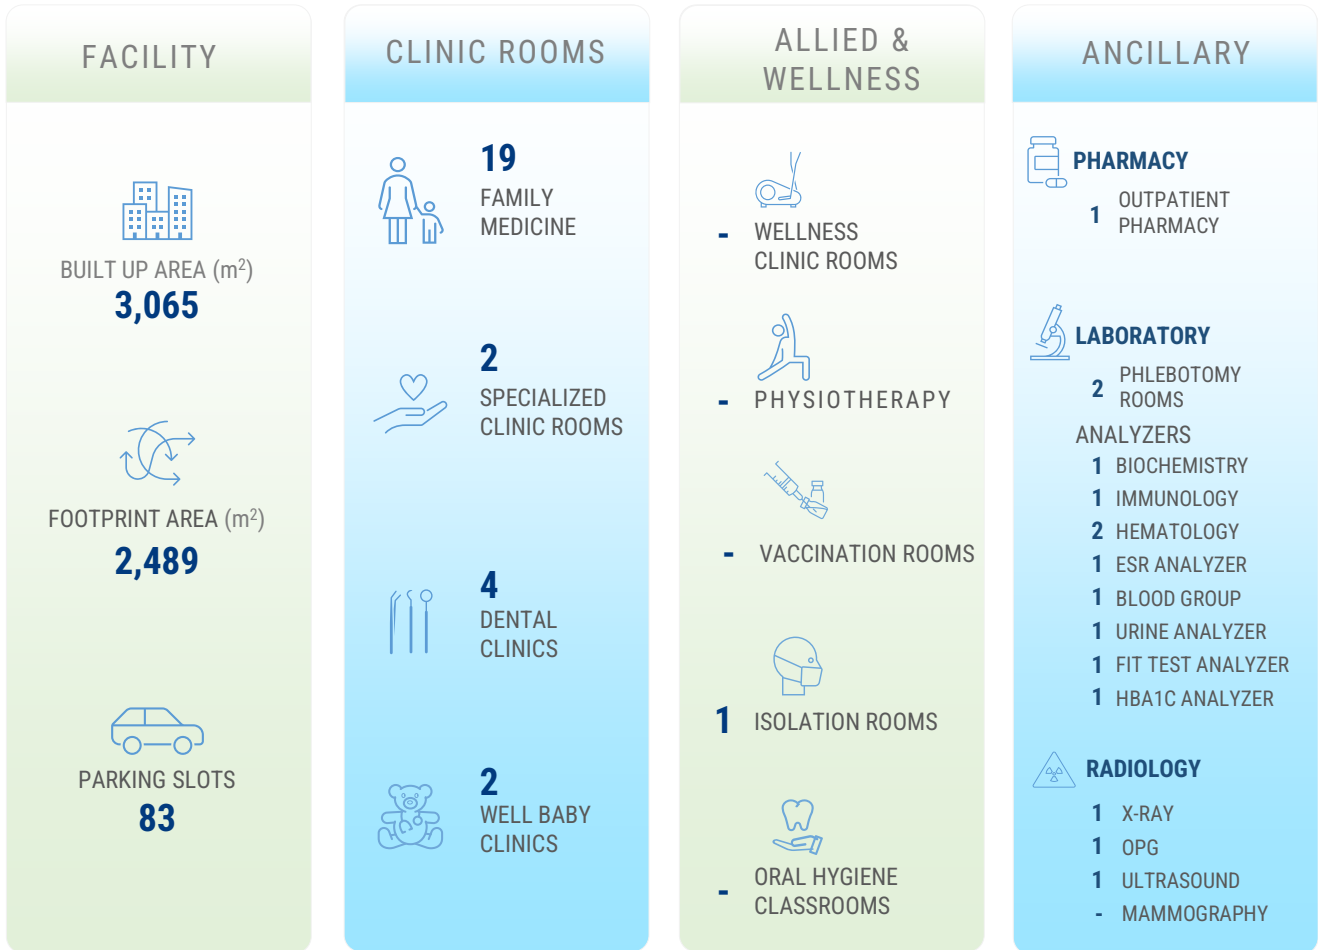 FACILITY
BUILT UP AREA (m²)
3,065
FOOTPRINT AREA (m²)
2,489
PARKING SLOTS
83
CLINIC ROOMS
19
FAMILY
MEDICINE
2
SPECIALIZED
CLINIC ROOMS
4
DENTAL
CLINICS
2
WELL BABY
CLINICS
ALLIED &
WELLNESS
- WELLNESS
CLINIC ROOMS
- PHYSIOTHERAPY
- VACCINATION ROOMS
1 ISOLATION ROOMS
- ORAL HYGIENE
CLASSROOMS
ANCILLARY
PHARMACY
1 OUTPATIENT
PHARMACY
LABORATORY
2 PHLEBOTOMY
ROOMS
ANALYZERS
1 BIOCHEMISTRY
1 IMMUNOLOGY
2 HEMATOLOGY
1 ESR ANALYZER
1 BLOOD GROUP
1 URINE ANALYZER
1 FIT TEST ANALYZER
1 HBA1C ANALYZER
RADIOLOGY
1 X-RAY
1 OPG
1 ULTRASOUND
- MAMMOGRAPHY